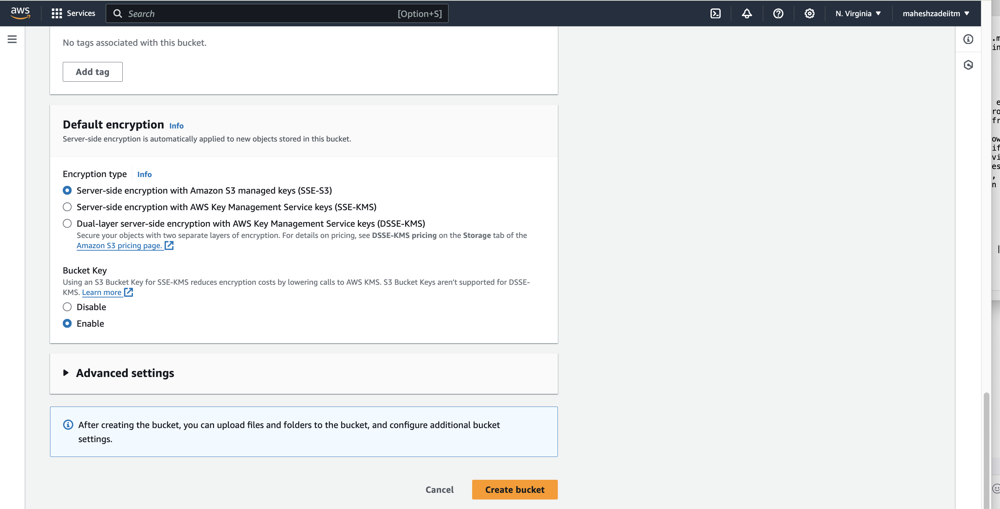 aws
Services
Search
[Option+S]
N. Virginia
maheshzadeiitm
No tags associated with this bucket.
Add tag
Default encryption Info
Server-side encryption is automatically applied to new objects stored in this bucket.
Encryption type Info
Server-side encryption with Amazon S3 managed keys (SSE-S3)
Server-side encryption with AWS Key Management Service keys (SSE-KMS)
Dual-layer server-side encryption with AWS Key Management Service keys (DSSE-KMS)
Secure your objects with two separate layers of encryption. For details on pricing, see DSSE-KMS pricing on the Storage tab of the
Amazon S3 pricing page.
Bucket Key
Using an S3 Bucket Key for SSE-KMS reduces encryption costs by lowering calls to AWS KMS. S3 Bucket Keys aren't supported for DSSE-
KMS. Learn more
Disable
Enable
Advanced settings
After creating the bucket, you can upload files and folders to the bucket, and configure additional bucket
settings.
Cancel
Create bucket